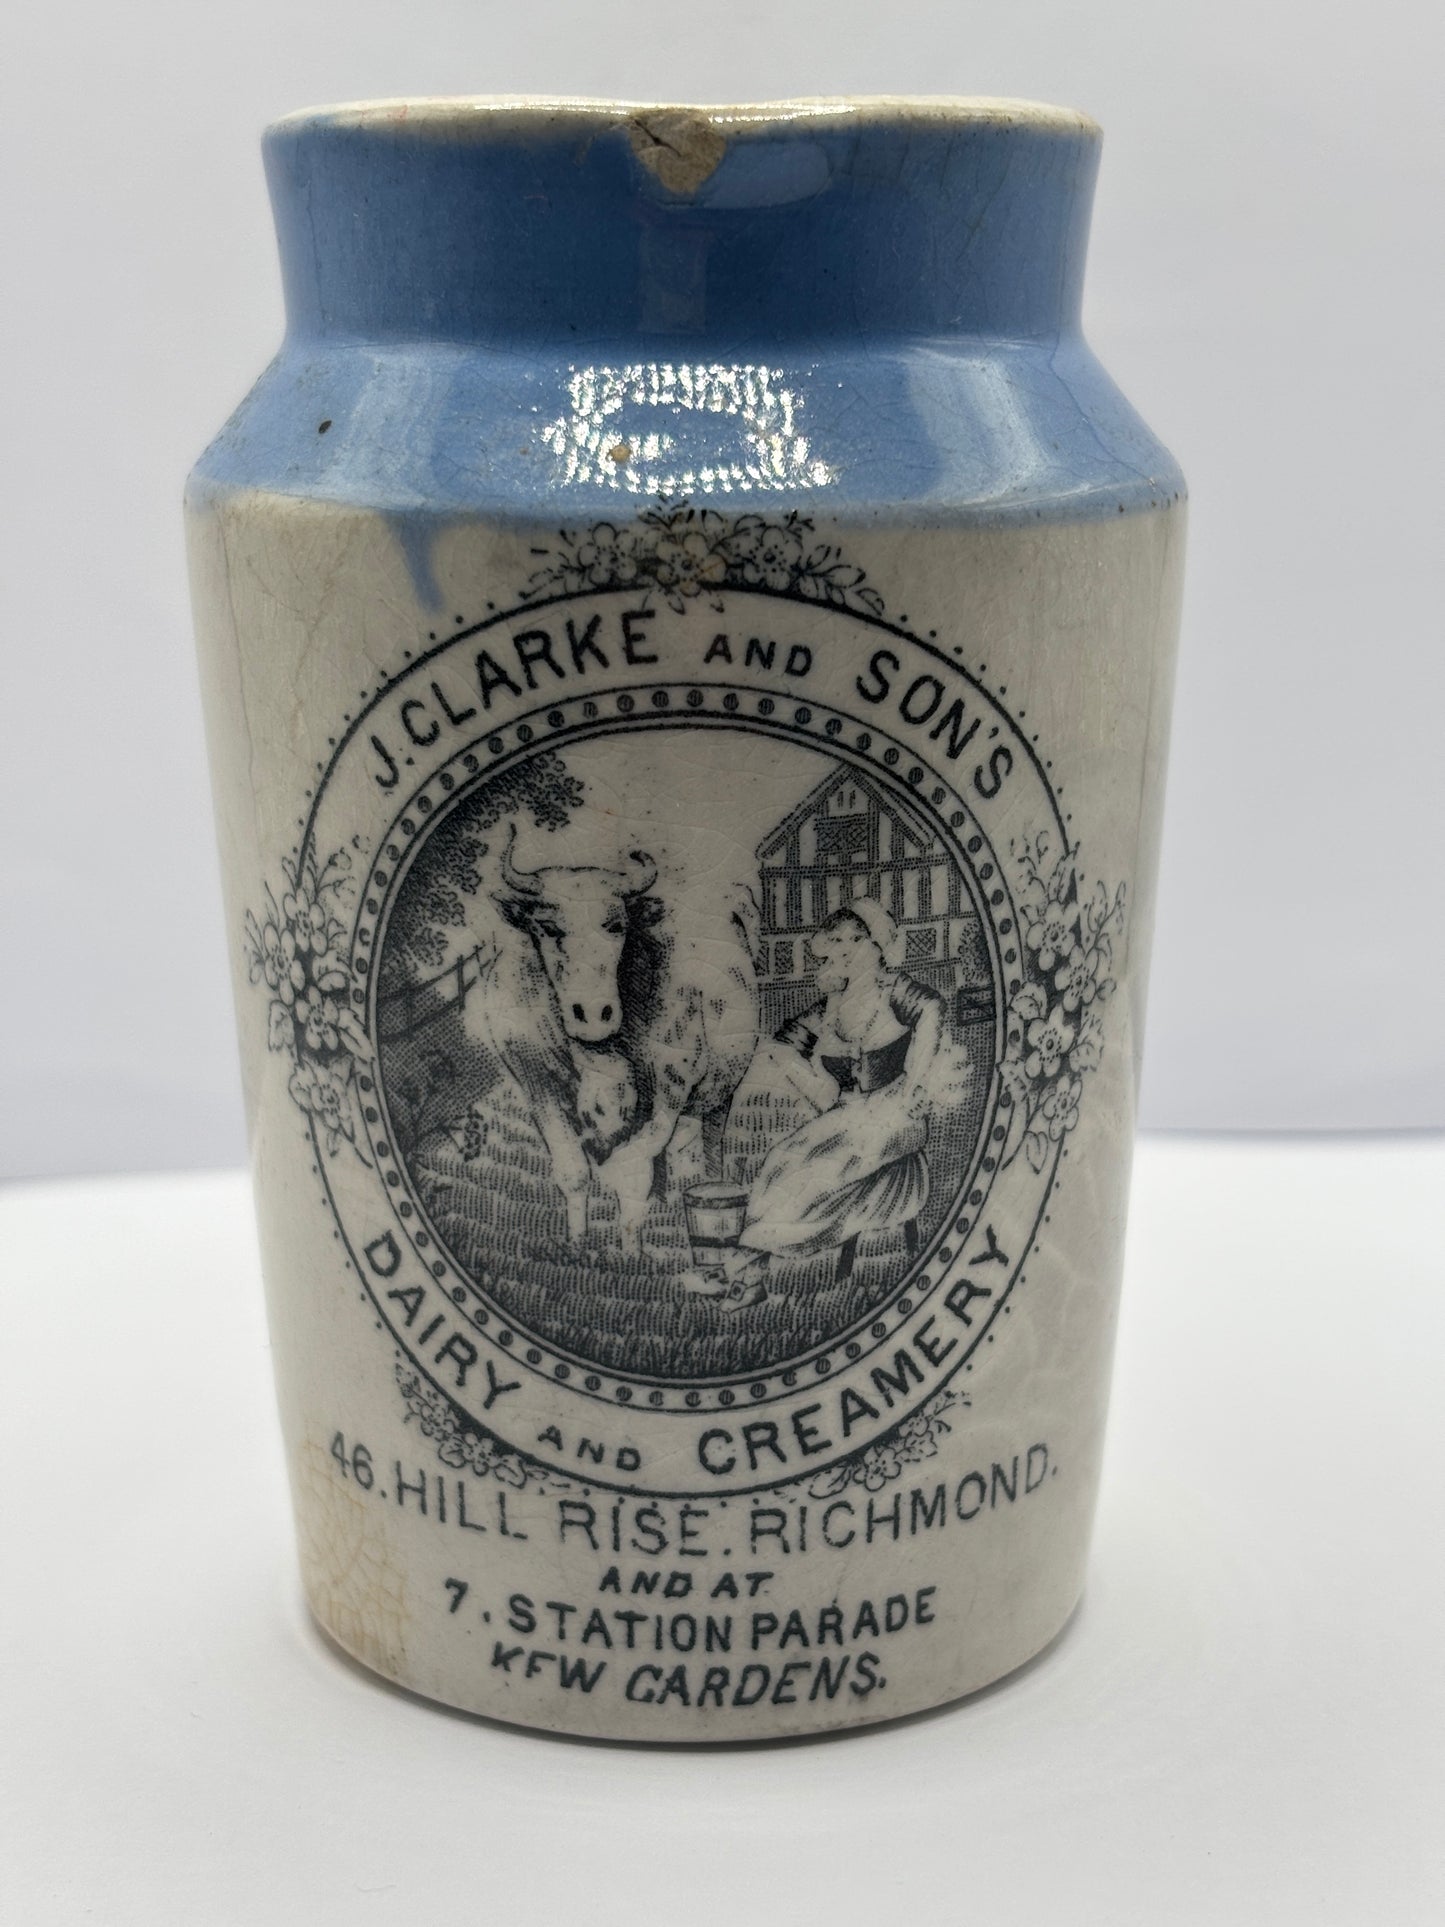 J. CLARKE AND SON'S
DAIRY AND CREAMERY
46. HILL RISE. RICHMOND.
AND AT
7. STATION PARADE
KEW GARDENS.